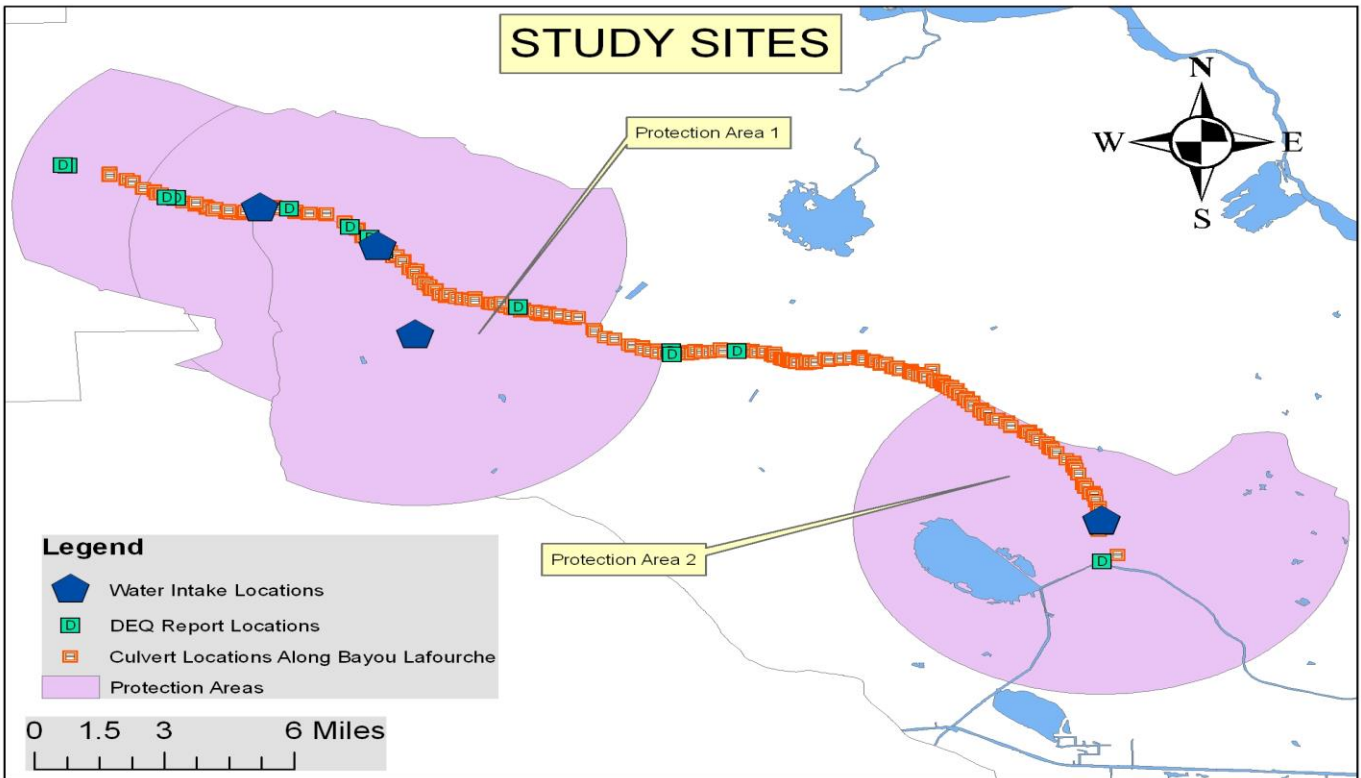 STUDY SITES
N
W
E
S
Protection Area 1
Protection Area 2
Legend
Water Intake Locations
D
DEQ Report Locations
Culvert Locations Along Bayou Lafourche
Protection Areas
0 1.5 3 6 Miles
D
D
D
D
D
D
D
D
D
D